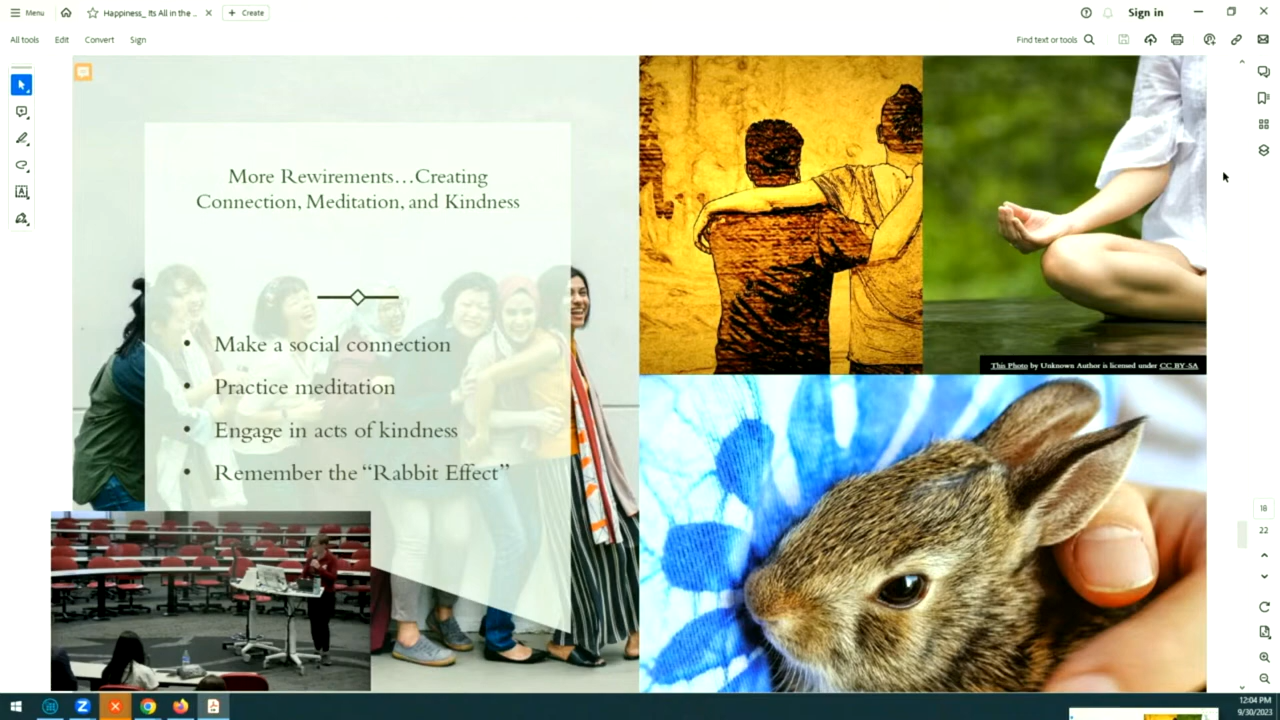 Menu
Happiness_ Its All in the ..
Create
Sign in
All tools
Edit
Convert
Sign
Find text or tools
More Rewirements…Creating
Connection, Meditation, and Kindness
• Make a social connection
• Practice meditation
• Engage in acts of kindness
• Remember the “Rabbit Effect”
This Photo by Unknown Author is licensed under CC BY-SA
18
22
12:04 PM
9/30/2023